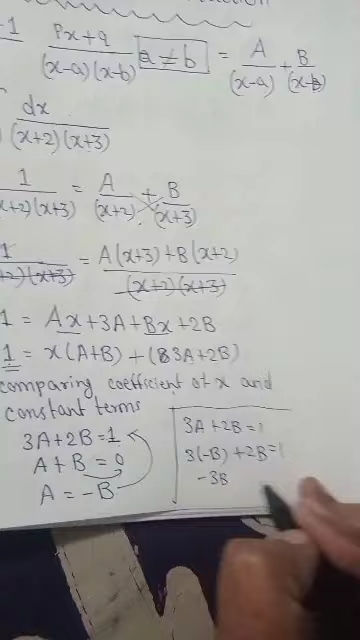 -1 Px+q / (x-a)(x-b) a≠b = A/(x-a) + B/(x-b)
dx / (x+2)(x+3)
1 / (x+2)(x+3) = A/(x+2) + B/(x+3)
1 / +2)(x+3) = A(x+3)+B(x+2) / (x+2)(x+3)
1 = Ax+3A+Bx+2B
1 = x(A+B)+(3A+2B)
comparing coefficient of x and
constant terms
3A+2B=1
A+B=0
A=-B
3A+2B=1
3(-B)+2B=1
-3B